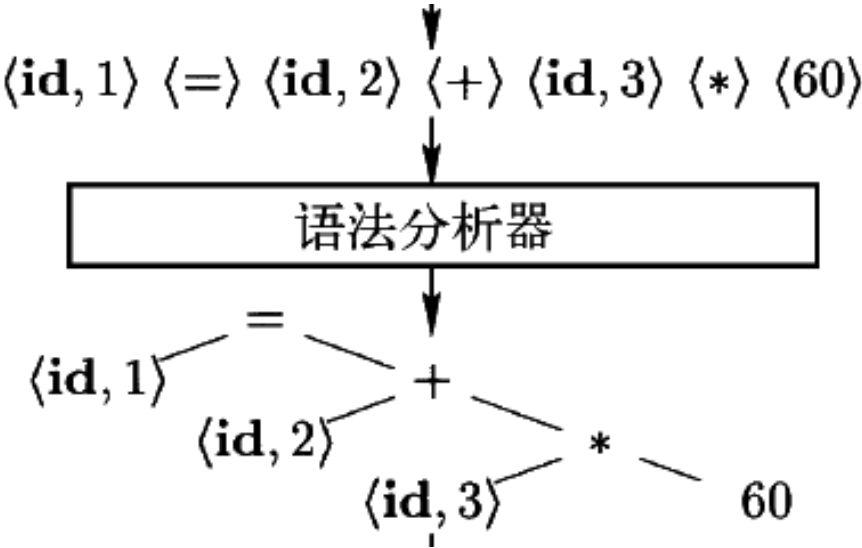 ⟨id, 1⟩ ⟨=⟩ ⟨id, 2⟩ ⟨+⟩ ⟨id, 3⟩ ⟨*⟩ ⟨60⟩
语法分析器
=
⟨id, 1⟩ +
⟨id, 2⟩ *
⟨id, 3⟩ 60